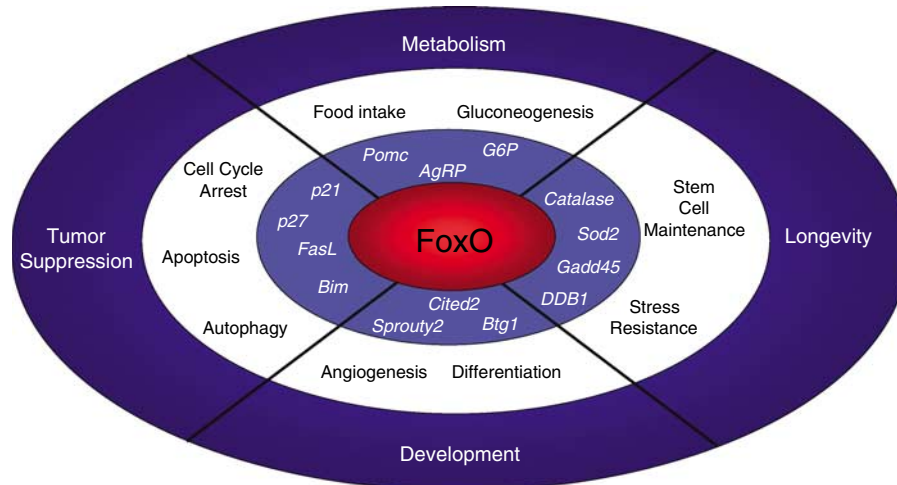 Metabolism
Food intake
Gluconeogenesis
Pomc
G6P
AgRP
Cell Cycle
Arrest
p21
p27
FasL
Bim
Apoptosis
Autophagy
Tumor
Suppression
FoxO
Catalase
Sod2
Gadd45
DDB1
Stem
Cell
Maintenance
Stress
Resistance
Longevity
Cited2
Sprouty2
Btg1
Angiogenesis
Differentiation
Development